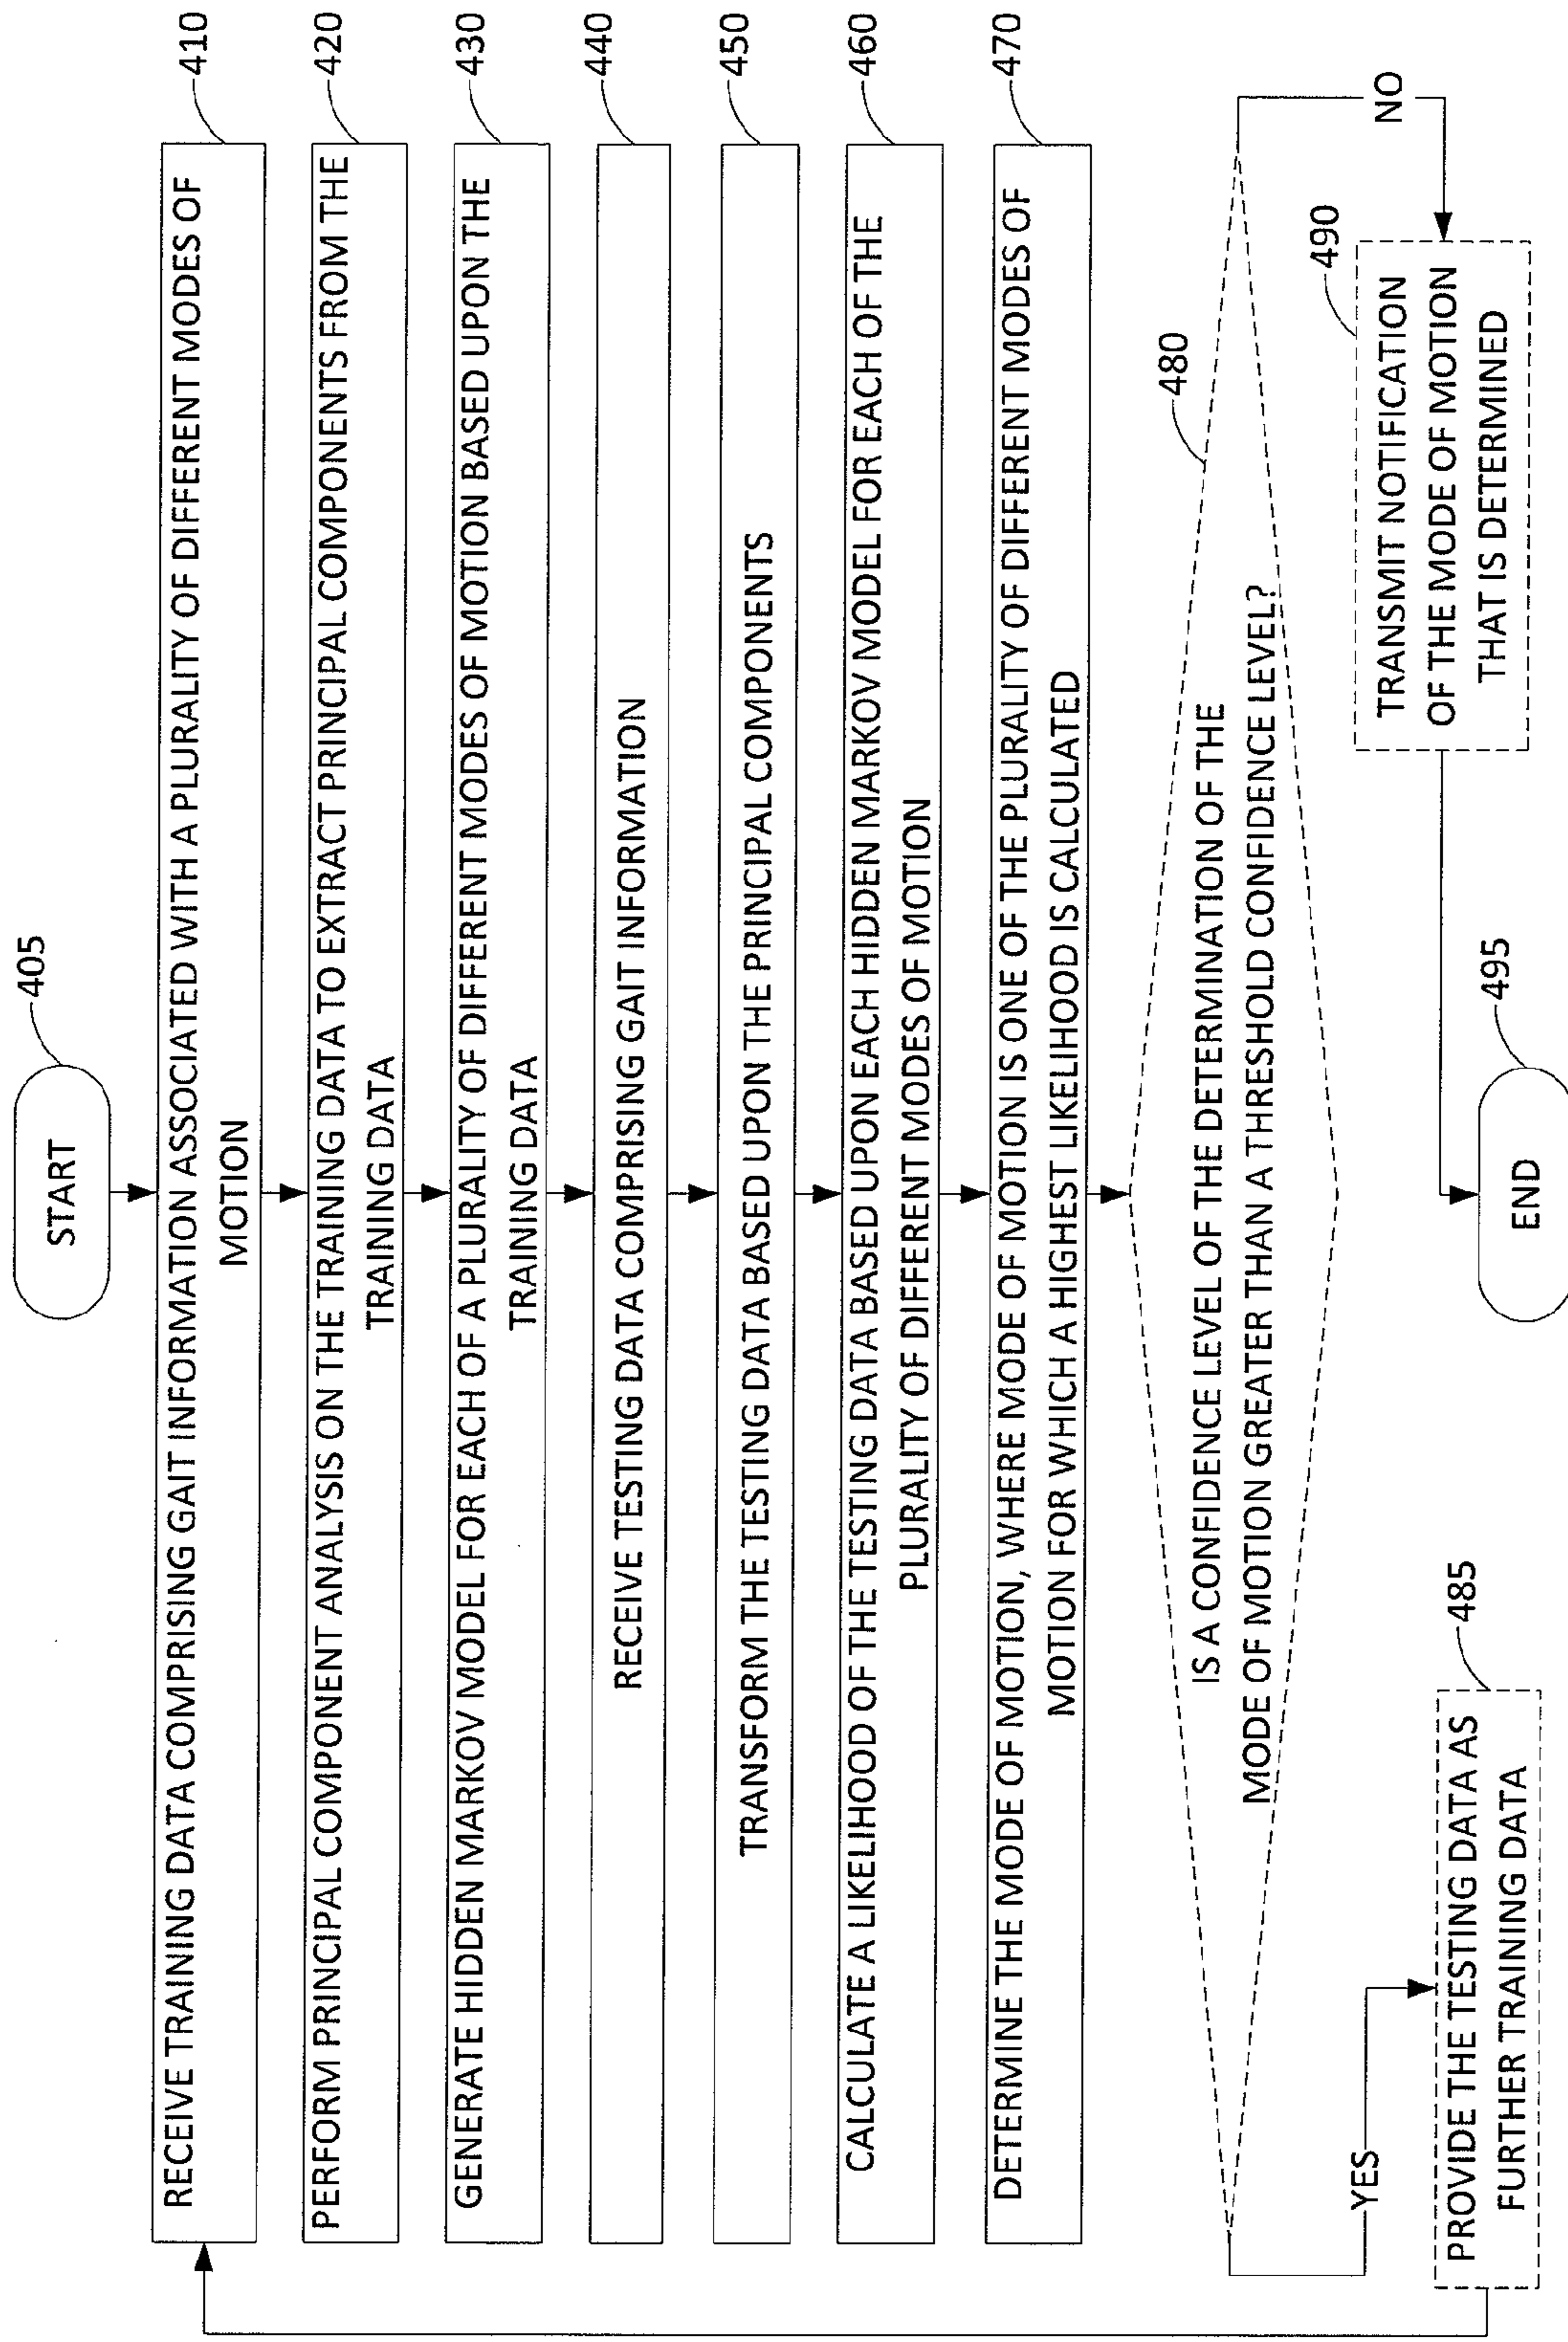 START
405
RECEIVE TRAINING DATA COMPRISING GAIT INFORMATION ASSOCIATED WITH A PLURALITY OF DIFFERENT MODES OF
MOTION
410
PERFORM PRINCIPAL COMPONENT ANALYSIS ON THE TRAINING DATA TO EXTRACT PRINCIPAL COMPONENTS FROM THE
TRAINING DATA
420
GENERATE HIDDEN MARKOV MODEL FOR EACH OF A PLURALITY OF DIFFERENT MODES OF MOTION BASED UPON THE
TRAINING DATA
430
RECEIVE TESTING DATA COMPRISING GAIT INFORMATION
440
TRANSFORM THE TESTING DATA BASED UPON THE PRINCIPAL COMPONENTS
450
CALCULATE A LIKELIHOOD OF THE TESTING DATA BASED UPON EACH HIDDEN MARKOV MODEL FOR EACH OF THE
PLURALITY OF DIFFERENT MODES OF MOTION
460
DETERMINE THE MODE OF MOTION, WHERE MODE OF MOTION IS ONE OF THE PLURALITY OF DIFFERENT MODES OF
MOTION FOR WHICH A HIGHEST LIKELIHOOD IS CALCULATED
470
480
IS A CONFIDENCE LEVEL OF THE DETERMINATION OF THE
MODE OF MOTION GREATER THAN A THRESHOLD CONFIDENCE LEVEL?
YES
NO
PROVIDE THE TESTING DATA AS
FURTHER TRAINING DATA
485
TRANSMIT NOTIFICATION
OF THE MODE OF MOTION
THAT IS DETERMINED
490
END
495